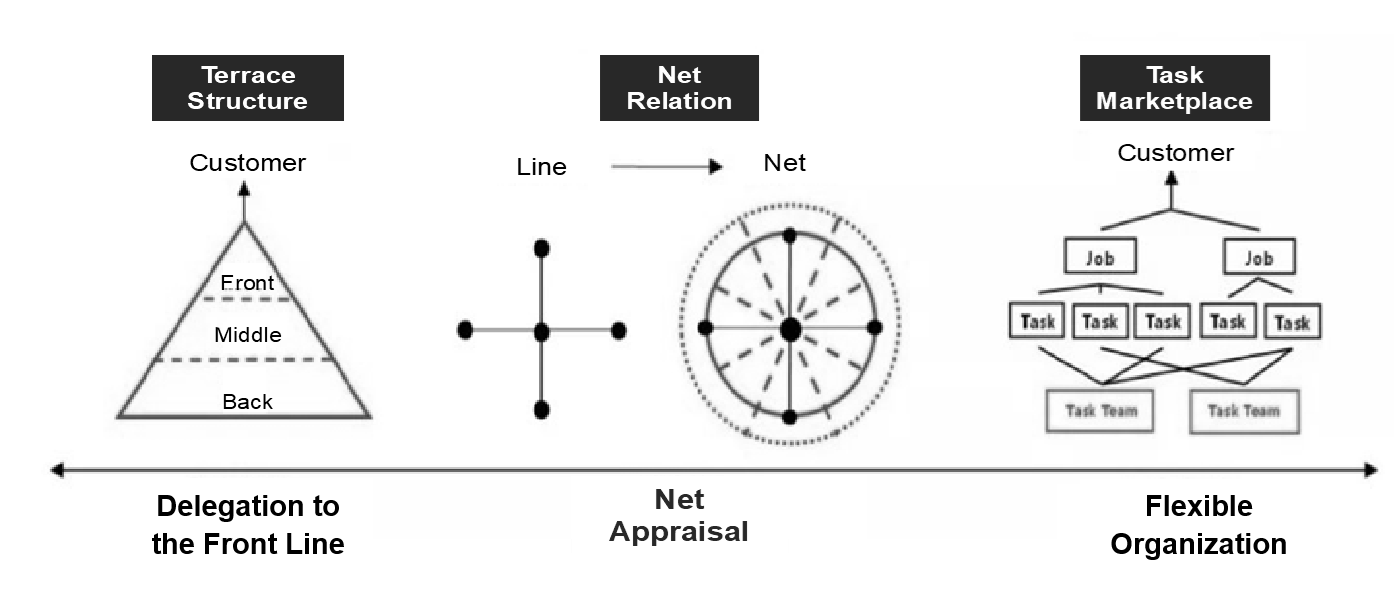 Terrace
Structure
Net
Relation
Task
Marketplace
Customer
Line
Net
Customer
Front
Middle
Back
Job
Job
Task
Task
Task
Task
Task
Task Team
Task Team
Delegation to
the Front Line
Net
Appraisal
Flexible
Organization